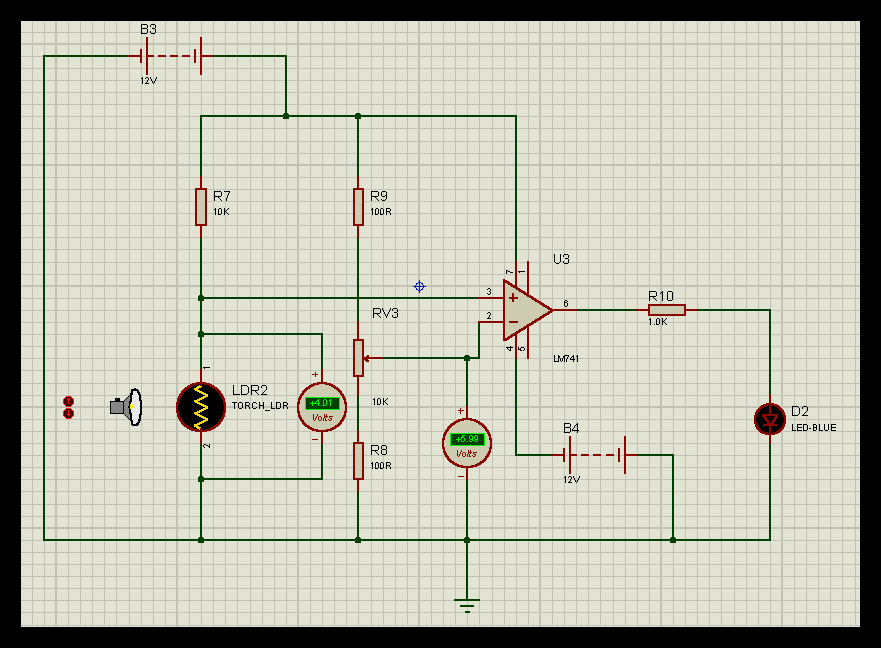 B3
12V
R7
10K
R9
100R
U3
7
1
3
+
2
−
6
4
5
LM741
R10
1.0K
RV3
10K
1
LDR2
TORCH_LDR
2
+
+4.01
Volts
−
R8
100R
+
+5.99
Volts
−
B4
12V
D2
LED-BLUE